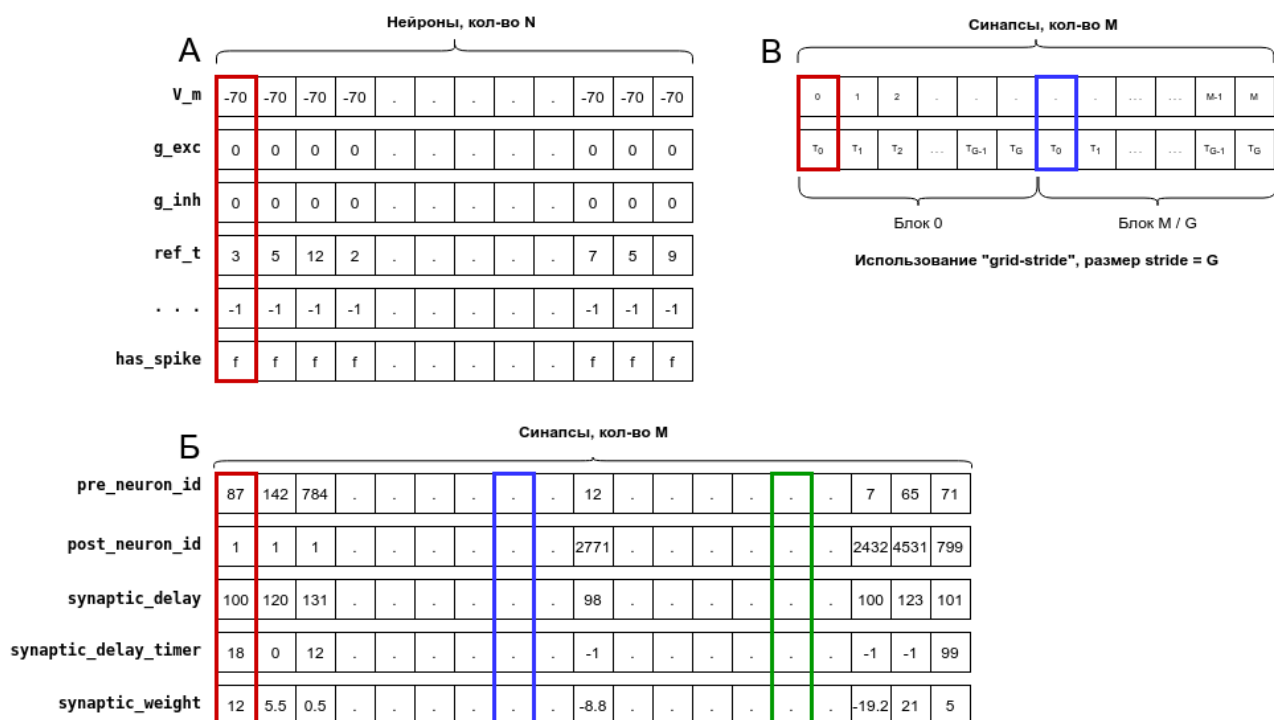 Нейроны, кол-во N
А
V_m -70 -70 -70 -70 . . . . . -70 -70 -70
g_exc 0 0 0 0 . . . . . 0 0 0
g_inh 0 0 0 0 . . . . . 0 0 0
ref_t 3 5 12 2 . . . . . 7 5 9
. . . -1 -1 -1 -1 . . . . . -1 -1 -1
has_spike f f f f . . . . . f f f
Синапсы, кол-во M
В
0 1 2 . . . . . ... ... M-1 M
T0 T1 T2 ... TG-1 TG T0 T1 ... ... TG-1 TG
Блок 0 Блок M / G
Использование "grid-stride", размер stride = G
Синапсы, кол-во M
Б
pre_neuron_id 87 142 784 . . . . . . 12 . . . . . . 7 65 71
post_neuron_id 1 1 1 . . . . . . 2771 . . . . . . 2432 4531 799
synaptic_delay 100 120 131 . . . . . . 98 . . . . . . 100 123 101
synaptic_delay_timer 18 0 12 . . . . . . -1 . . . . . . -1 -1 99
synaptic_weight 12 5.5 0.5 . . . . . . -8.8 . . . . . . -19.2 21 5